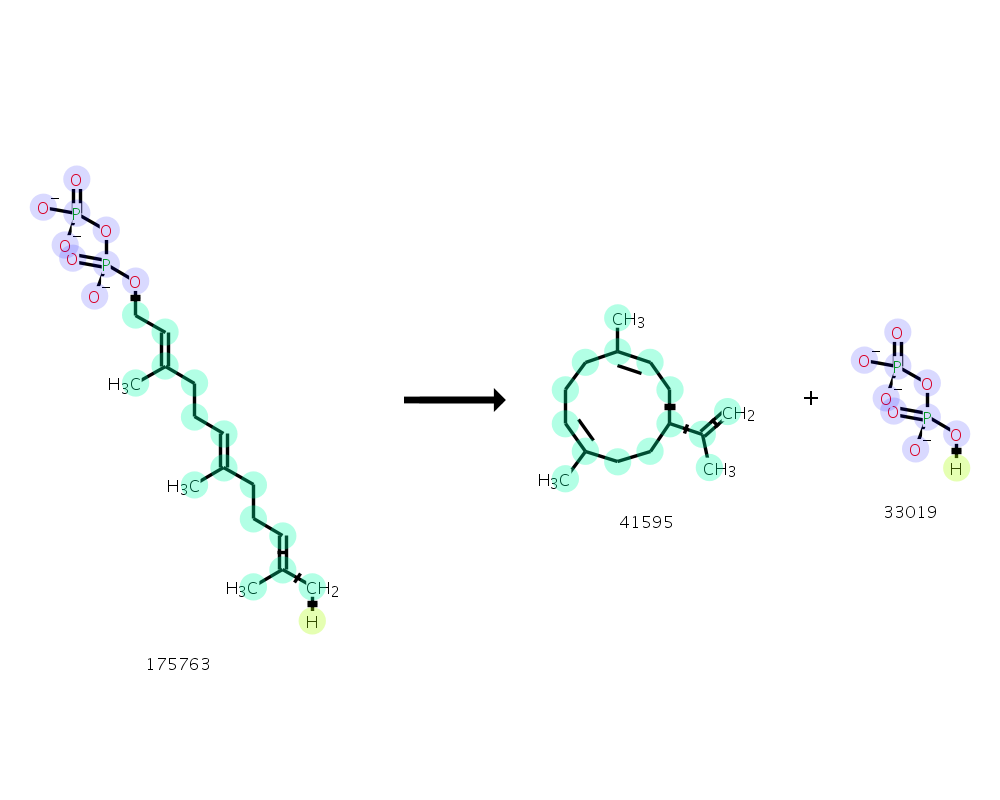 O
O⁻ P
O
O⁻
O P O
O⁻
H₃C
H₃C
H₃C CH₂
H
175763
CH₃
CH₂
CH₃
H₃C
41595
+
O
O⁻ P
O
O⁻
O P O
O⁻
H
33019